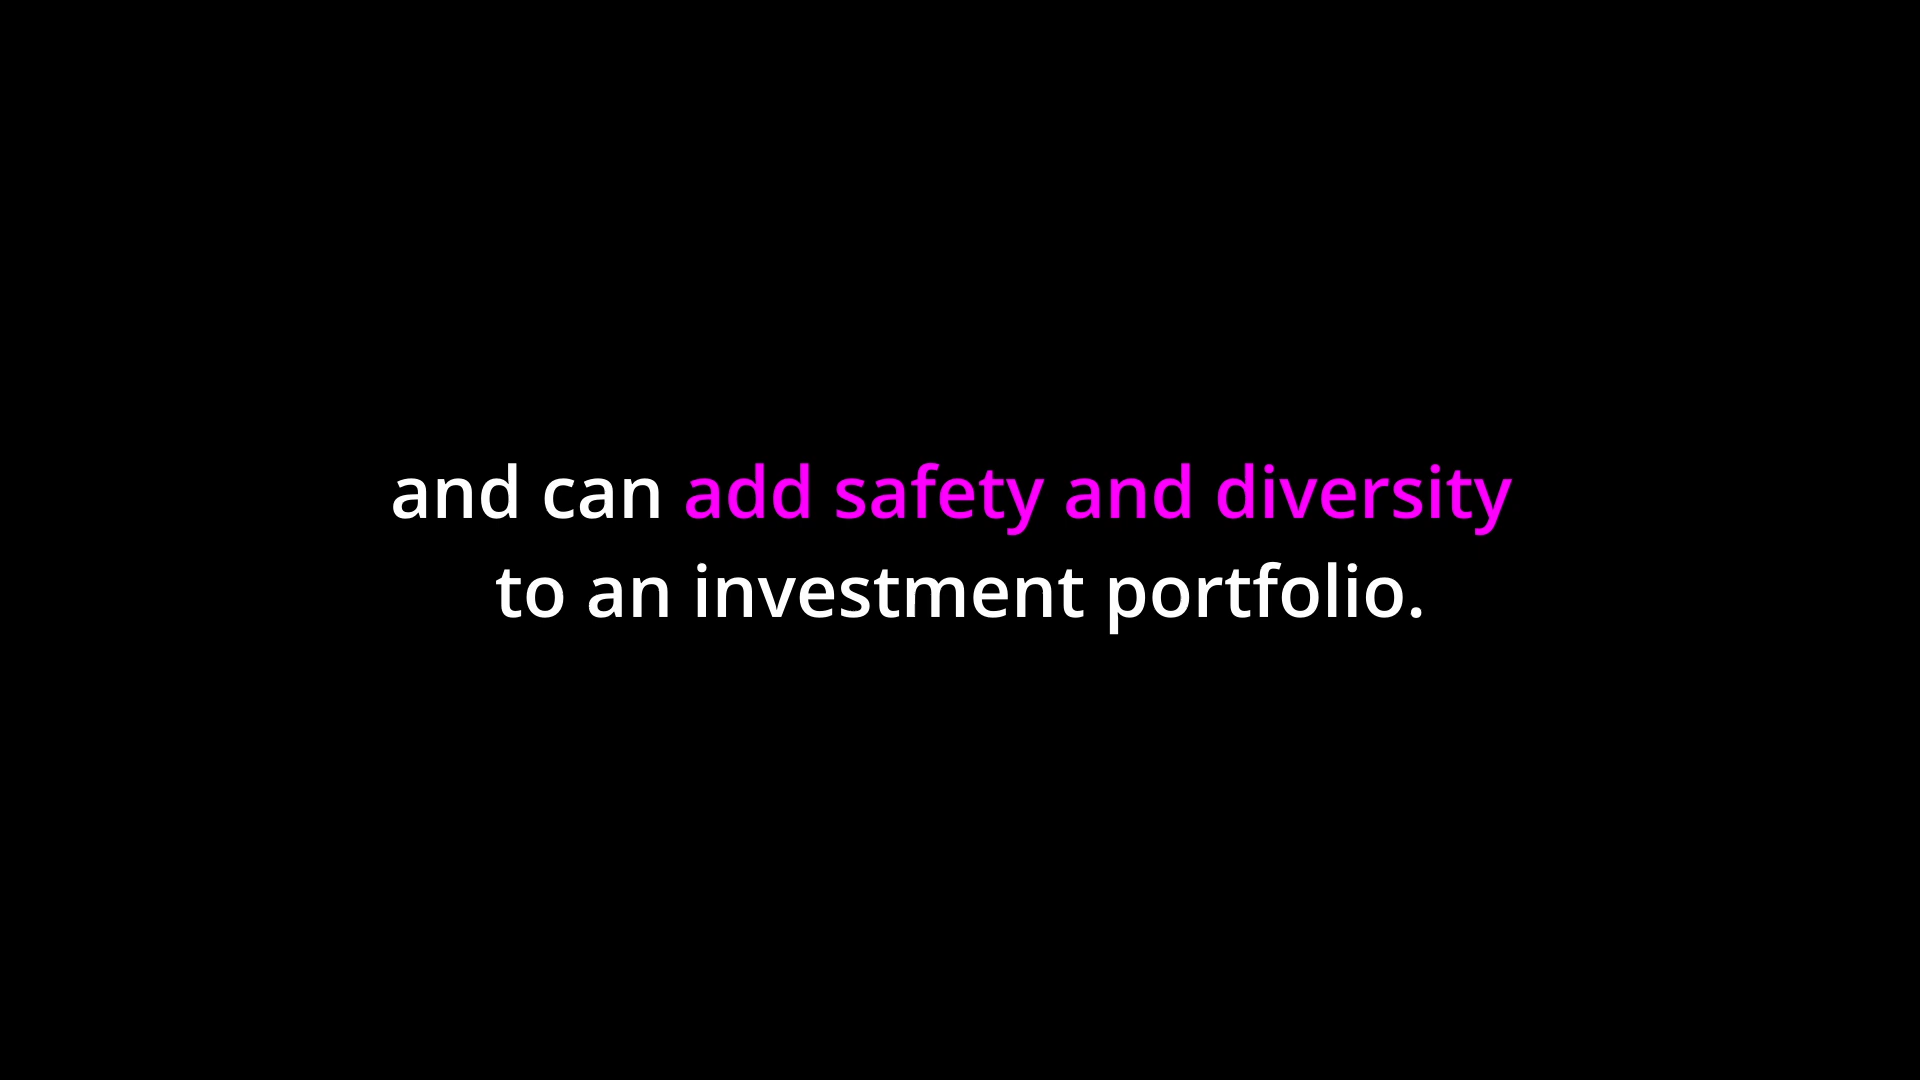 and can add safety and diversity
to an investment portfolio.